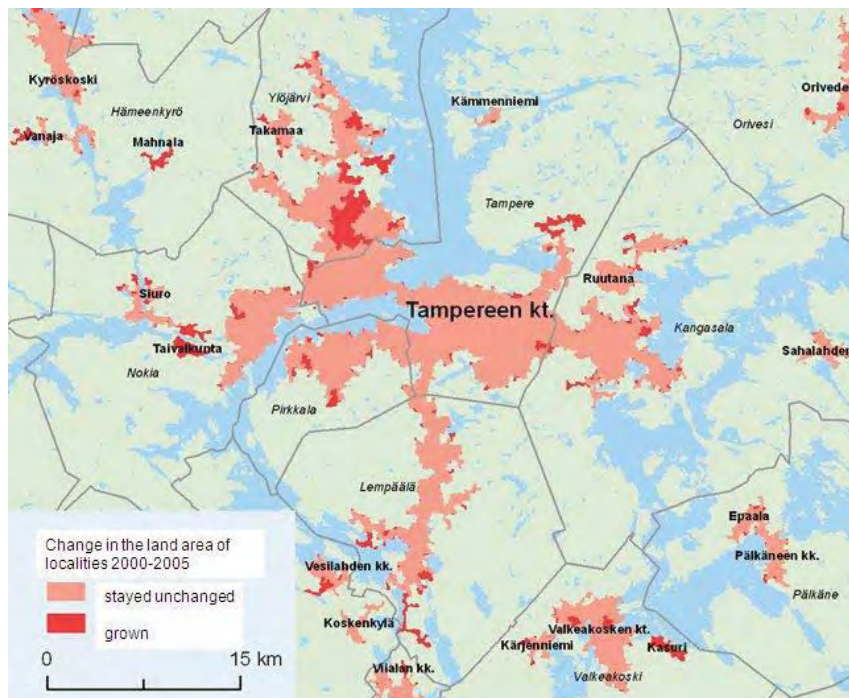 Kyröskoski
Ylöjärvi
Hämeenkyrö
Kämmenniemi
Orivede
Vanaja
Mahnala
Takamaa
Orivesi
Tampere
Siuro
Ruutana
Tampereen kt.
Kangasala
Taivalkunta
Sahalahden
Nokia
Pirkkala
Lempäälä
Epaala
Pälkäneen kk.
Pälkäne
Change in the land area of
localities 2000-2005
stayed unchanged
grown
0
15 km
Vesilahden kk.
Koskenkylä
Viialan kk.
Kärjenniemi
Valkeakosken kt.
Kasuri
Valkeakoski